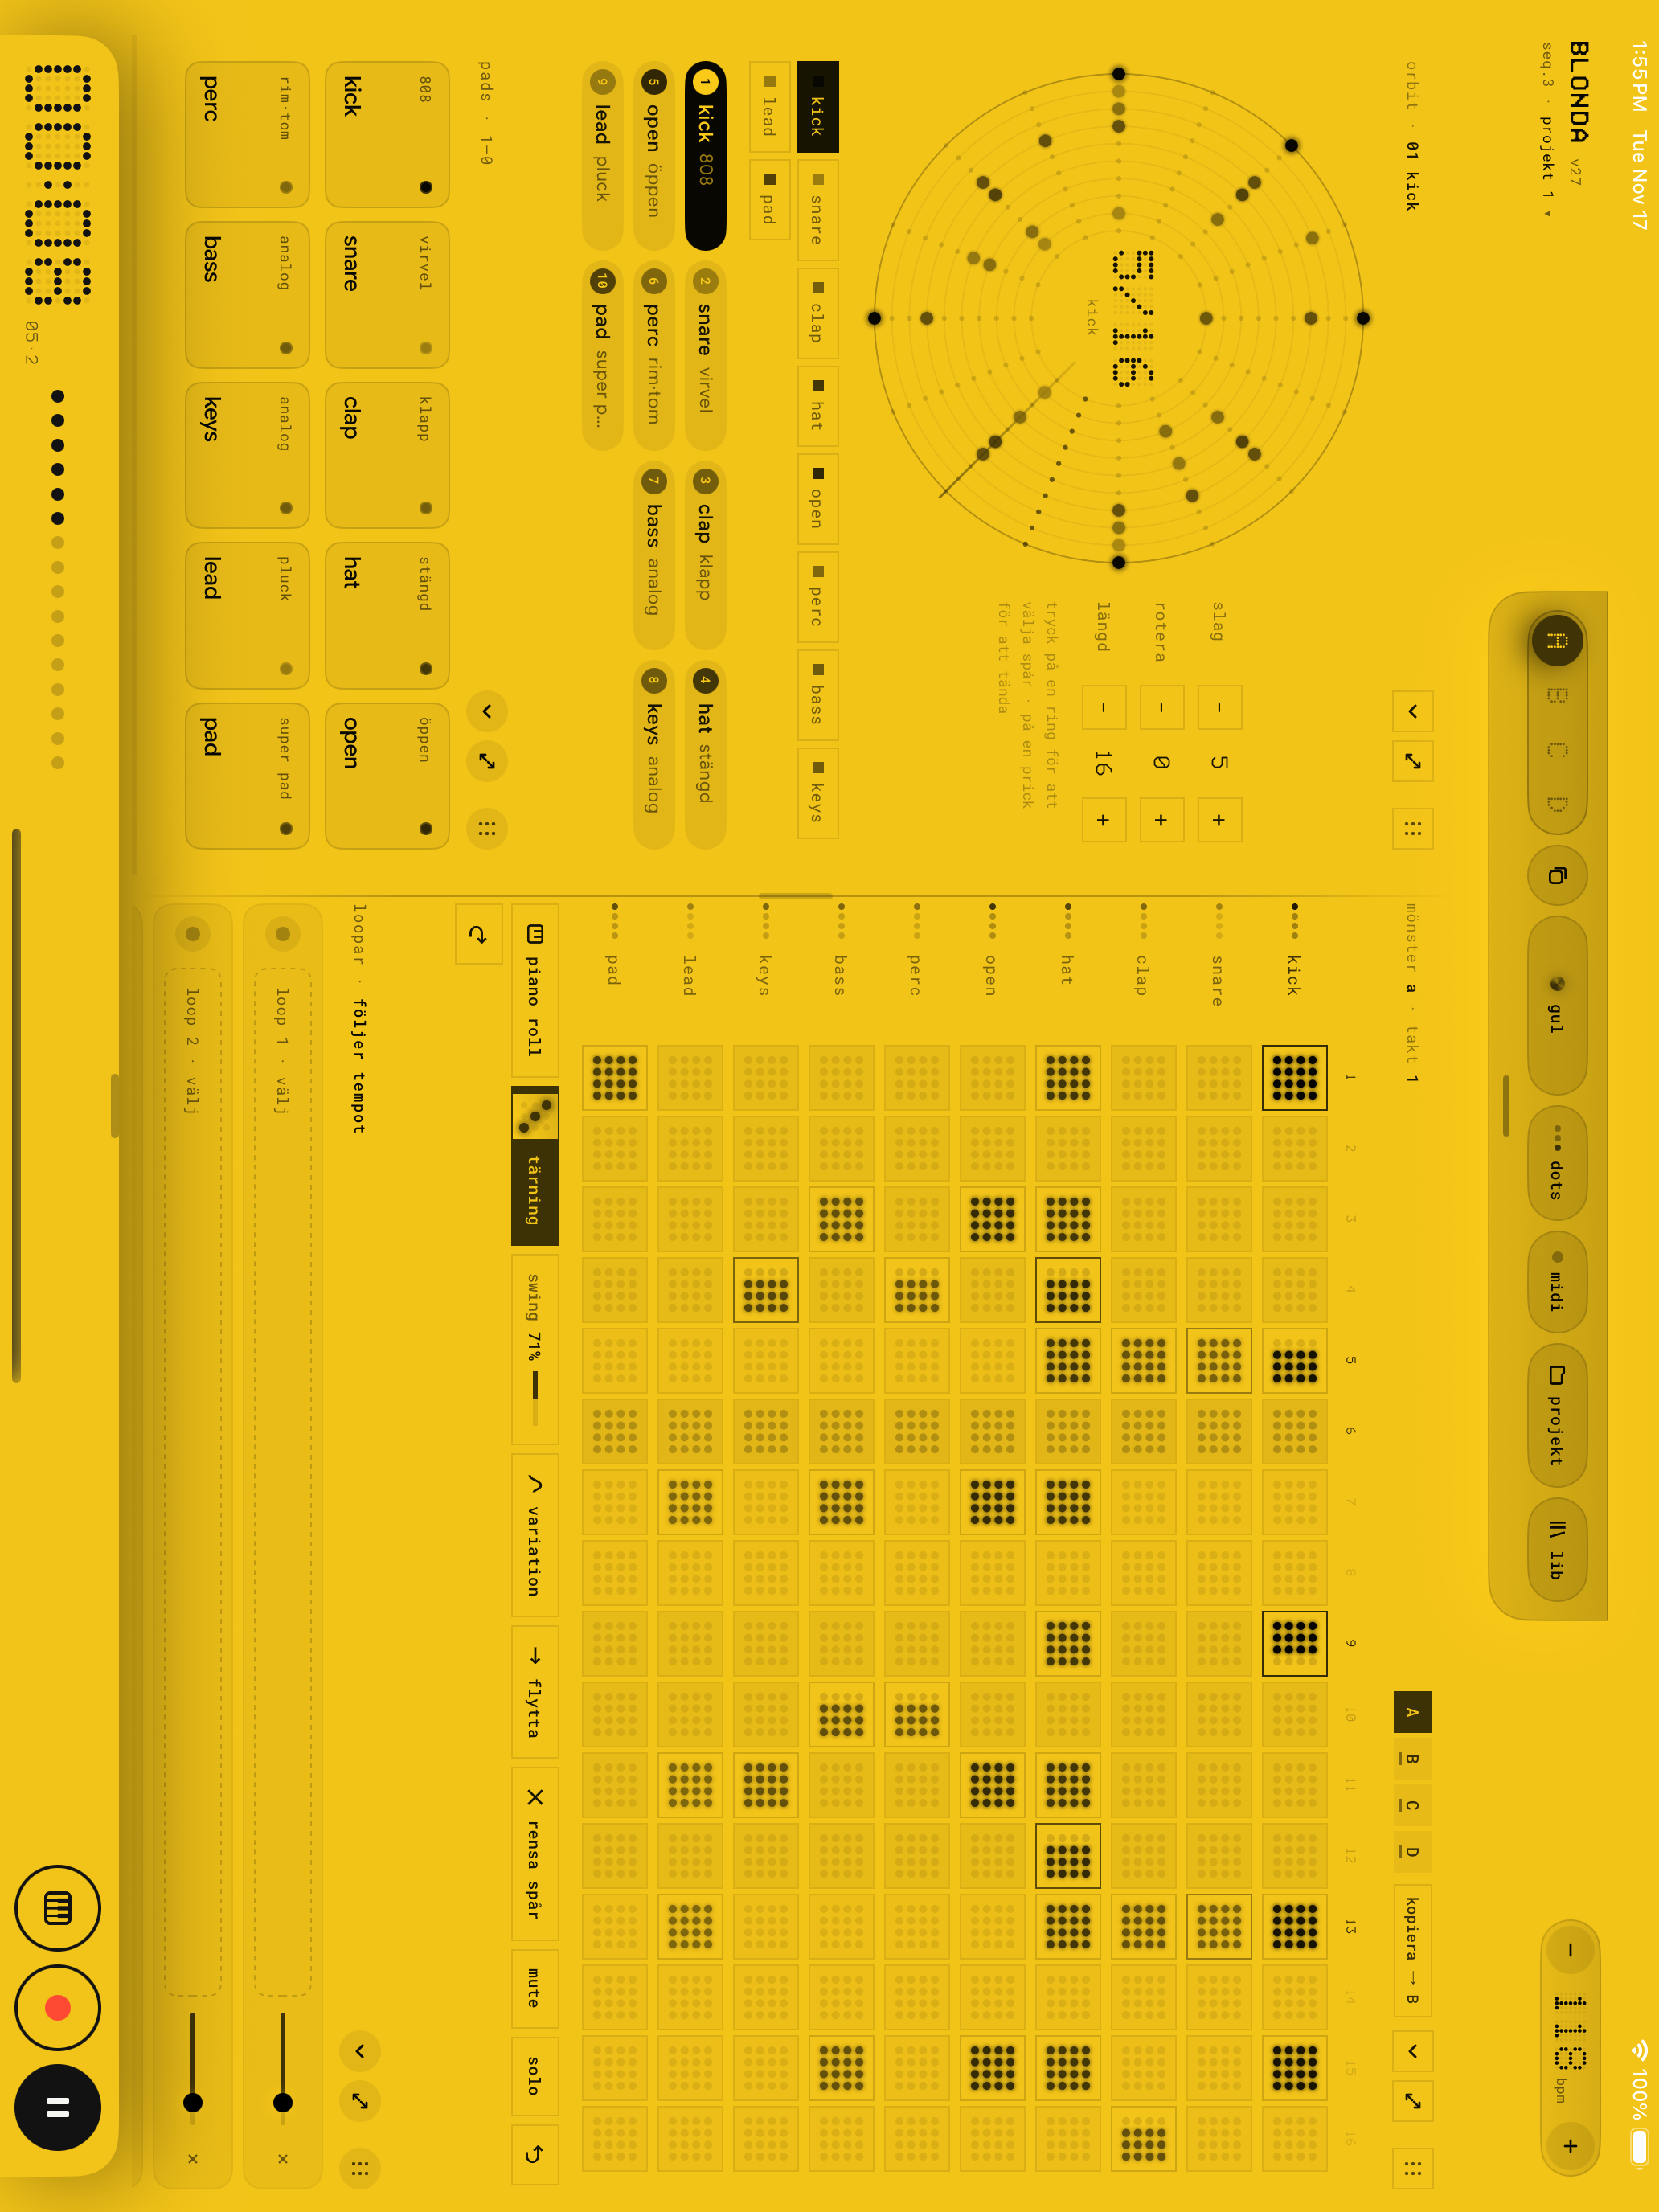 1:55 PM Tue Nov 17
100%
BLONDA v27
seq.3 · projekt 1 ▾
A B C D
gul
dots
midi
projekt
lib
− 118 bpm +
orbit · 01 kick
5/16
kick
slag − 5 +
rotera − 0 +
längd − 16 +
tryck på en ring för att
välja spår · på en prick
för att tända
kick snare clap hat open perc bass keys
lead pad
1 kick 808 2 snare virvel 3 clap klapp 4 hat stängd
5 open öppen 6 perc rim·tom 7 bass analog 8 keys analog
9 lead pluck 10 pad super p…
pads · 1–0
808 virvel klapp stängd öppen
kick snare clap hat open
rim·tom analog analog pluck super pad
perc bass keys lead pad
mönster a · takt 1
A B C D kopiera → B
1 2 3 4 5 6 7 8 9 10 11 12 13 14 15 16
kick
snare
clap
hat
open
perc
bass
keys
lead
pad
piano roll tärning swing 71% variation → flytta × rensa spår mute solo
loopar · följer tempot
loop 1 · välj ×
loop 2 · välj ×
05·2